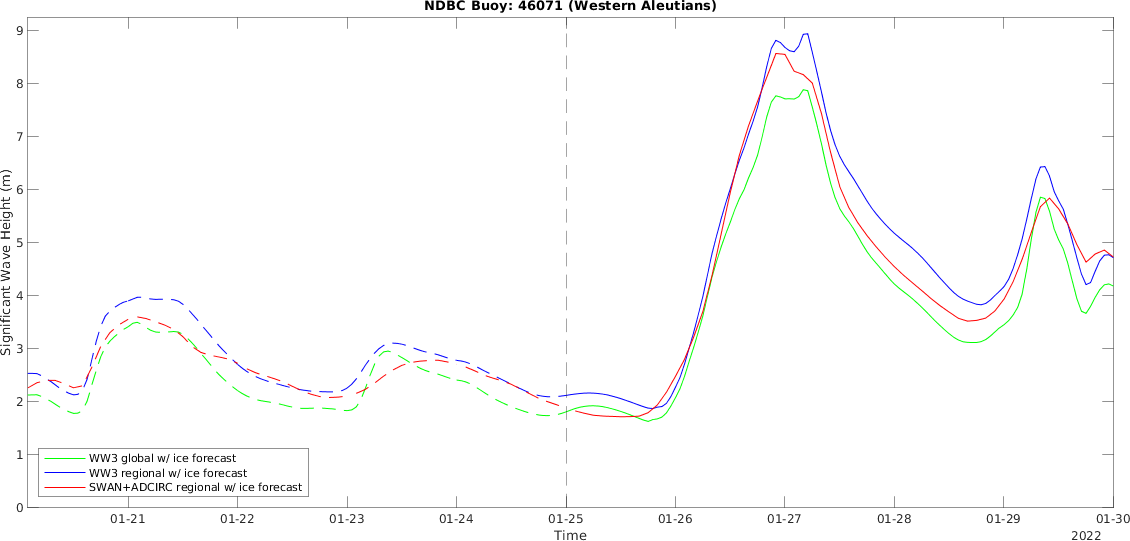 NDBC Buoy: 46071 (Western Aleutians)
9
8
7
6
5
4
3
2
1
0
Significant Wave Height (m)
WW3 global w/ ice forecast
WW3 regional w/ ice forecast
SWAN+ADCIRC regional w/ ice forecast
01-21 01-22 01-23 01-24 01-25 01-26 01-27 01-28 01-29 01-30
Time
2022